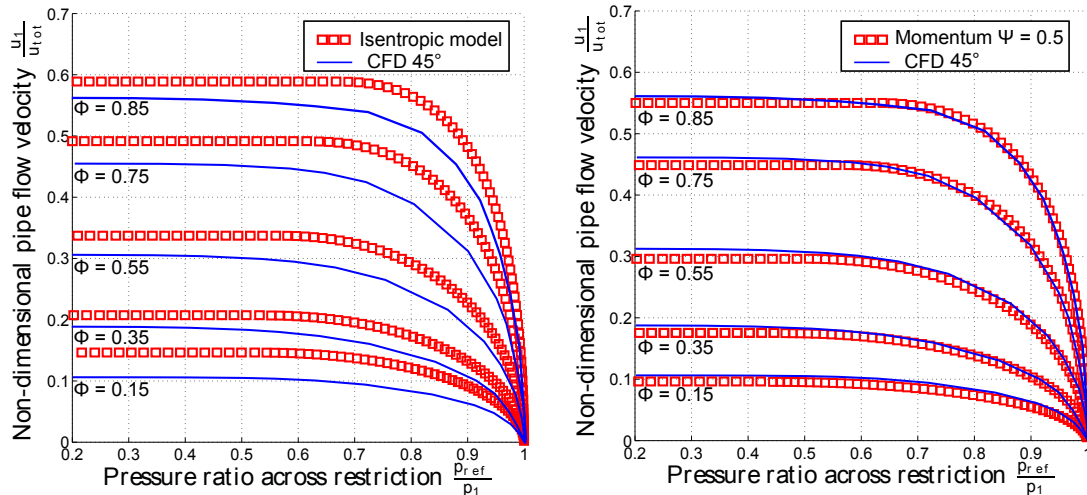 Non-dimensional pipe flow velocity u1/utot
0.7
0.6
0.5
0.4
0.3
0.2
0.1
0
Isentropic model
CFD 45°
Φ = 0.85
Φ = 0.75
Φ = 0.55
Φ = 0.35
Φ = 0.15
0.2 0.3 0.4 0.5 0.6 0.7 0.8 0.9 1
Pressure ratio across restriction pref/p1
Non-dimensional pipe flow velocity u1/utot
0.7
0.6
0.5
0.4
0.3
0.2
0.1
0
Momentum Ψ = 0.5
CFD 45°
Φ = 0.85
Φ = 0.75
Φ = 0.55
Φ = 0.35
Φ = 0.15
0.2 0.3 0.4 0.5 0.6 0.7 0.8 0.9 1
Pressure ratio across restriction pref/p1